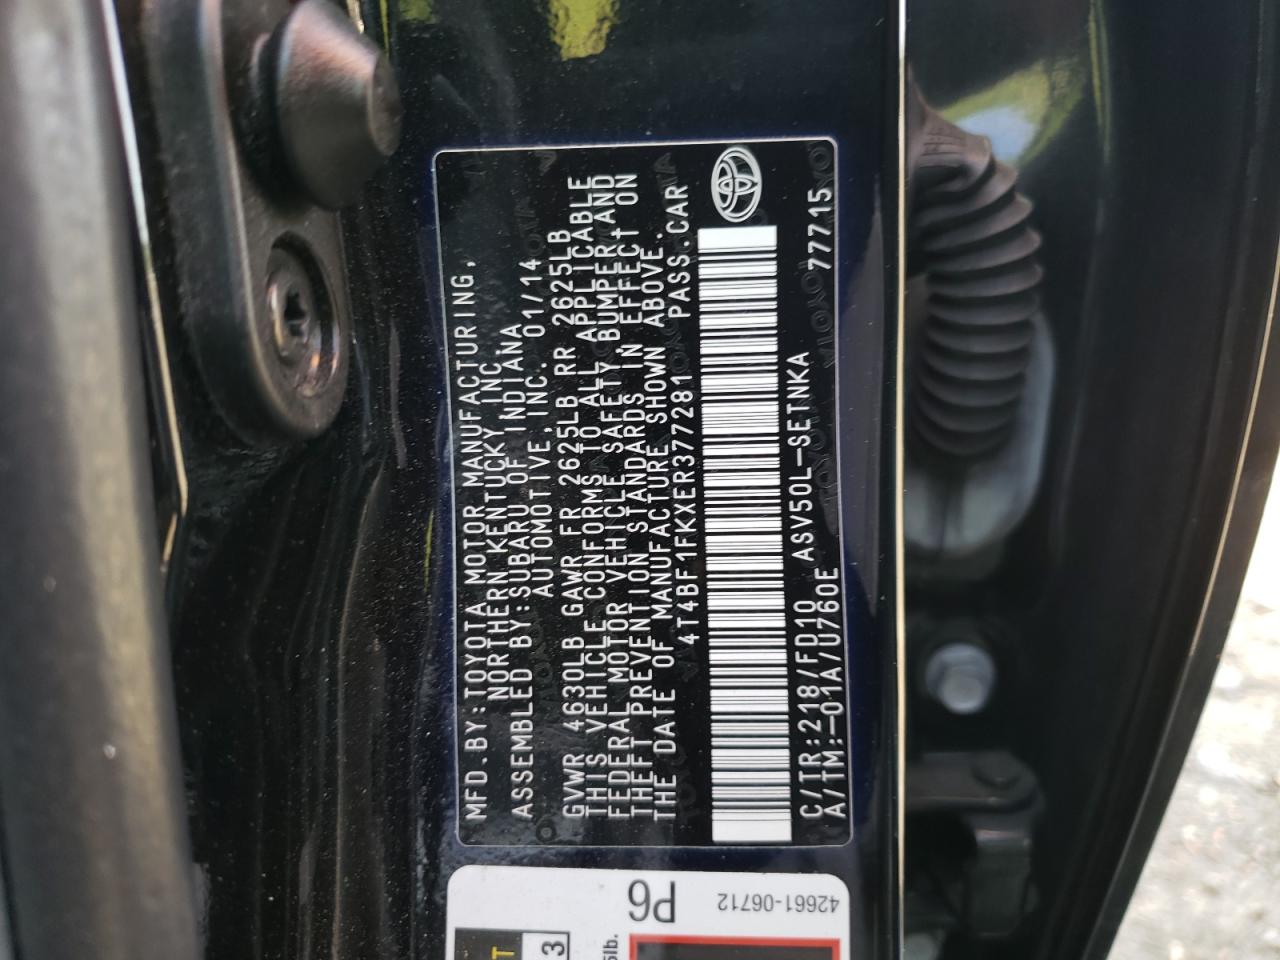 MFD.BY:TOYOTA MOTOR MANUFACTURING,
NORTHERN KENTUCKY,INC.
ASSEMBLED BY:SUBARU OF INDIANA
AUTOMOTIVE,INC. 01/14
GVWR 4630LB GAWR FR 2625LB RR 2625LB
THIS VEHICLE CONFORMS TO ALL APPLICABLE
FEDERAL MOTOR VEHICLE SAFETY,BUMPER,AND
THEFT PREVENTION STANDARDS IN EFFECT ON
THE DATE OF MANUFACTURE SHOWN ABOVE.
4T4BF1FKXER377281 PASS.CAR
C/TR:218/FD10 ASV50L-SETNKA
A/TM:-01A/U760E 77715
P6
42661-06712
3
lb.